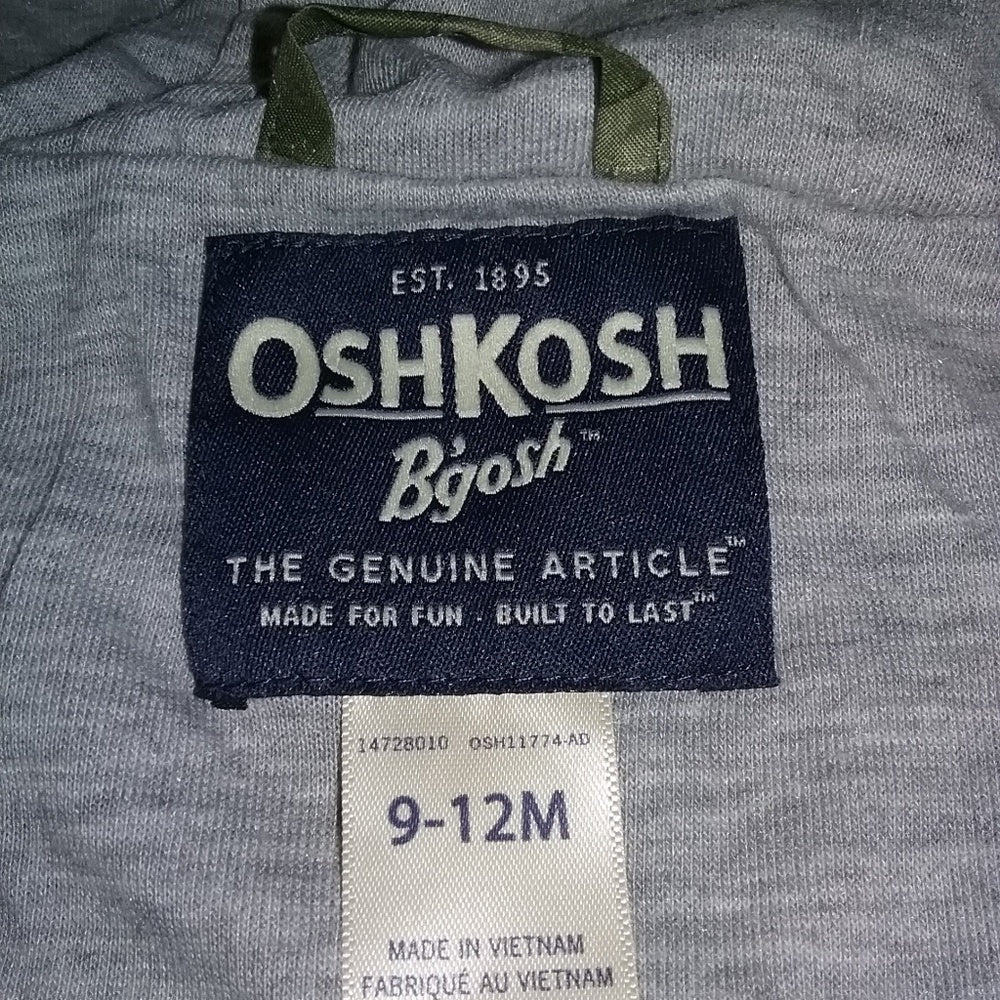 EST. 1895
OSHKOSH
B'gosh™
THE GENUINE ARTICLE™
MADE FOR FUN · BUILT TO LAST™
14728010 OSH11774-AD
9-12M
MADE IN VIETNAM
FABRIQUÉ AU VIETNAM